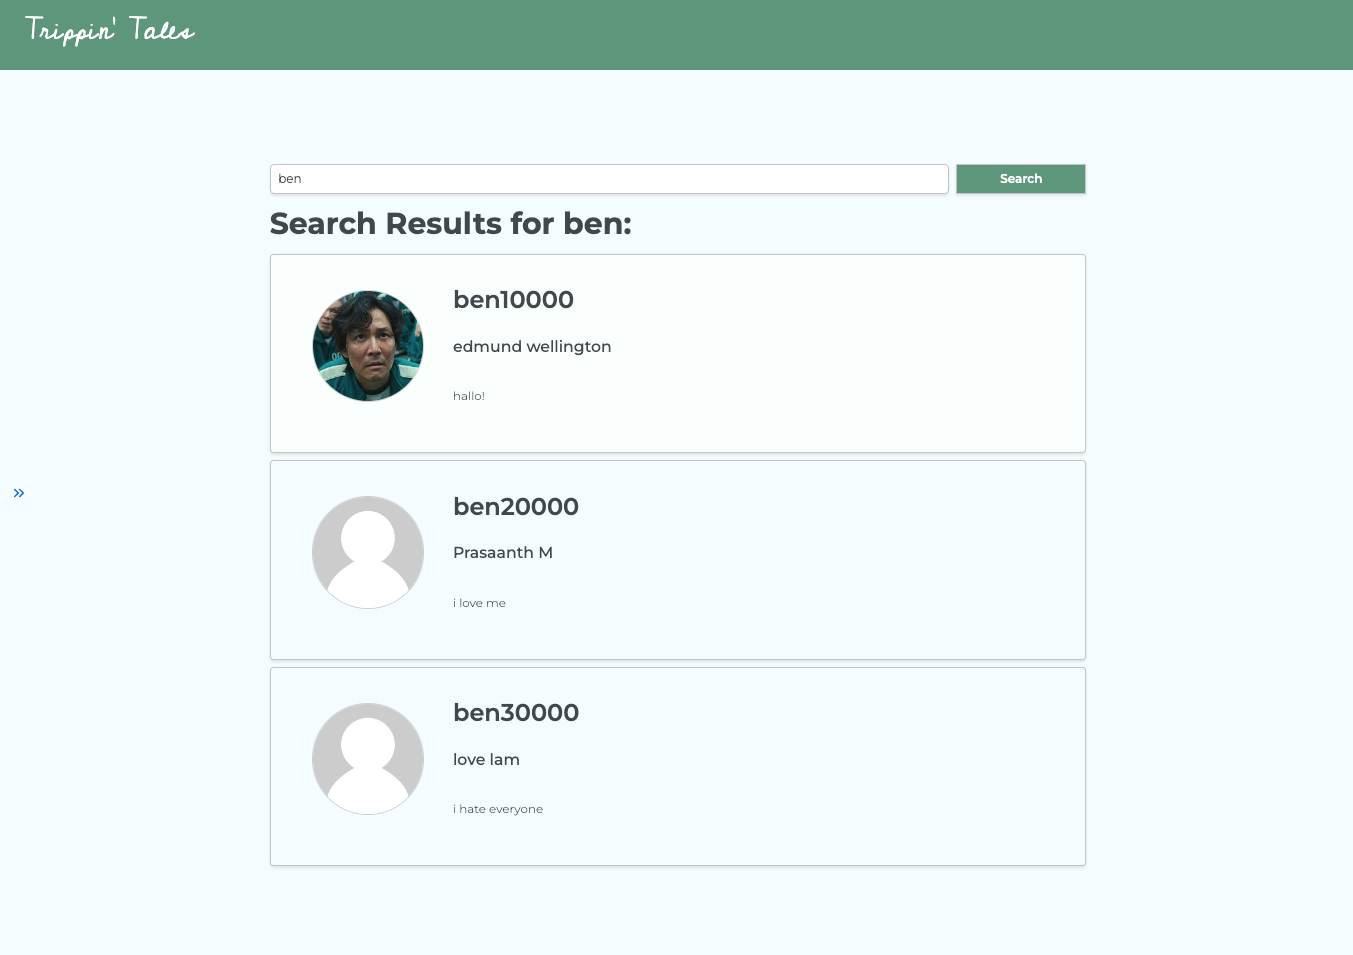 Trippin' Tales
ben
Search
Search Results for ben:
ben10000
edmund wellington
hallo!
»
ben20000
Prasaanth M
i love me
ben30000
love lam
i hate everyone